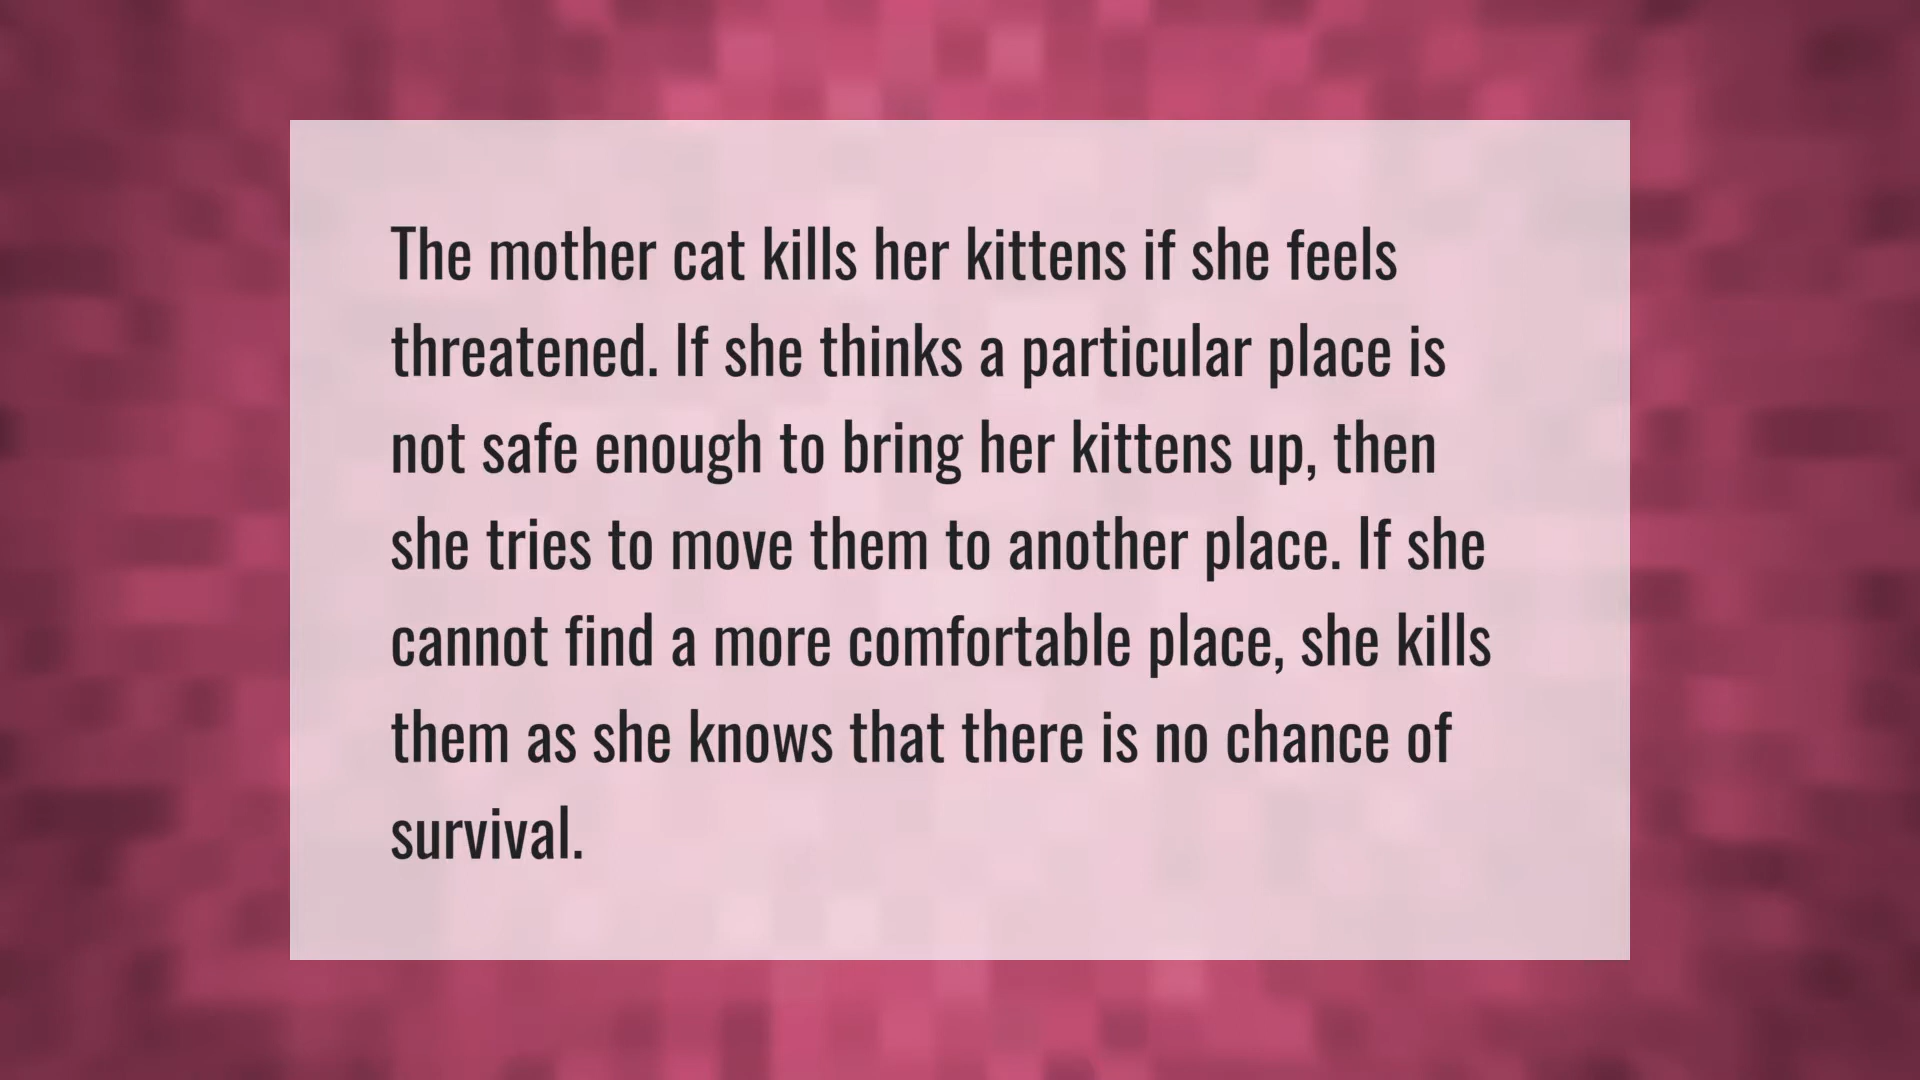 The mother cat kills her kittens if she feels
threatened. If she thinks a particular place is
not safe enough to bring her kittens up, then
she tries to move them to another place. If she
cannot find a more comfortable place, she kills
them as she knows that there is no chance of
survival.